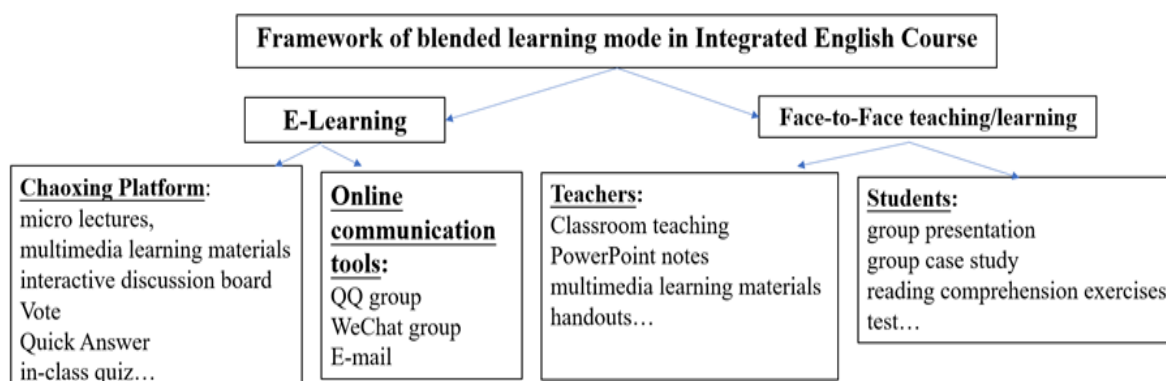 Framework of blended learning mode in Integrated English Course
E-Learning
Face-to-Face teaching/learning
Chaoxing Platform:
micro lectures,
multimedia learning materials
interactive discussion board
Vote
Quick Answer
in-class quiz…
Online
communication
tools:
QQ group
WeChat group
E-mail
Teachers:
Classroom teaching
PowerPoint notes
multimedia learning materials
handouts…
Students:
group presentation
group case study
reading comprehension exercises
test…